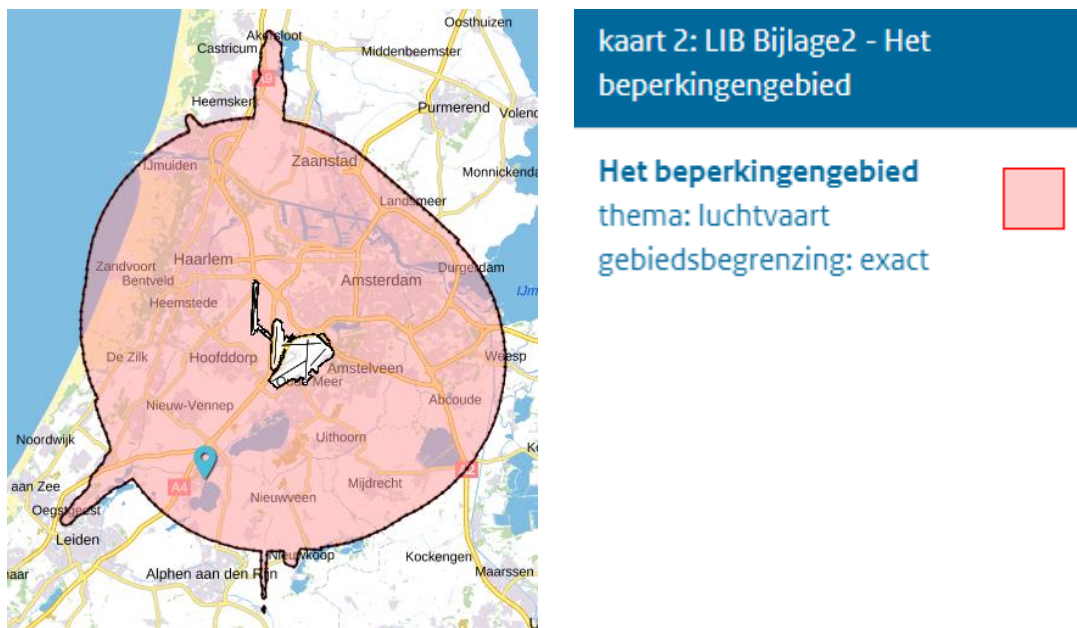 Oosthuizen
Akersloot
Castricum
Middenbeemster
A9
Heemskerk
Purmerend
Volend
IJmuiden
Zaanstad
Monnickenda
Landsmeer
Zandvoort
Haarlem
Durgerdam
Bentveld
Amsterdam
IJm
Heemstede
De Zilk
Hoofddorp
Weesp
Amstelveen
Oude Meer
Abcoude
Nieuw-Vennep
Noordwijk
Uithoorn
Ko
A2
aan Zee
A4
Mijdrecht
Nieuwveen
Oegstgeest
Leiden
Nieuwkoop
Kockengen
naar
Alphen aan den Rijn
Maarssen
U
kaart 2: LIB Bijlage2 - Het
beperkingengebied
Het beperkingengebied
thema: luchtvaart
gebiedsbegrenzing: exact